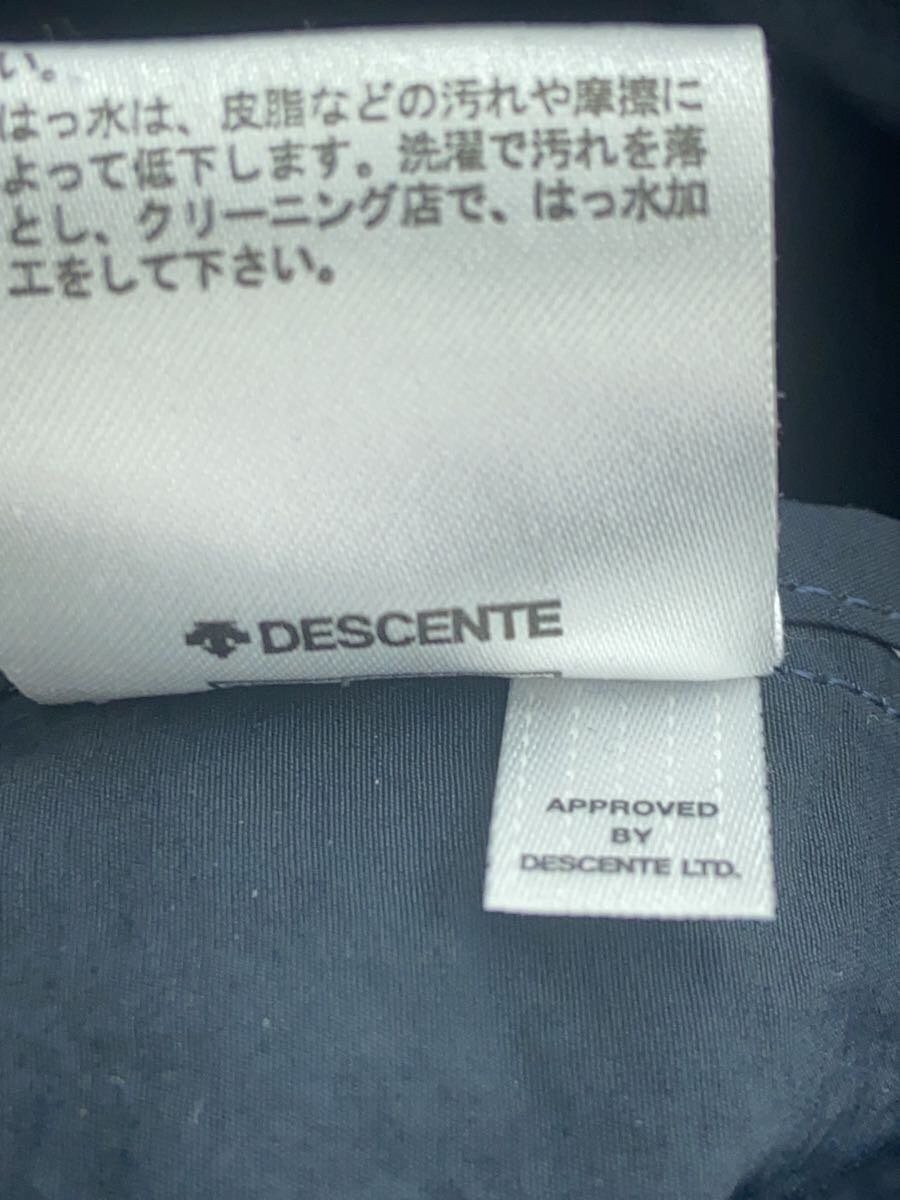 い。
はっ水は、皮脂などの汚れや摩擦に
よって低下します。洗濯で汚れを落
とし、クリーニング店で、はっ水加
工をして下さい。
DESCENTE
APPROVED
BY
DESCENTE LTD.